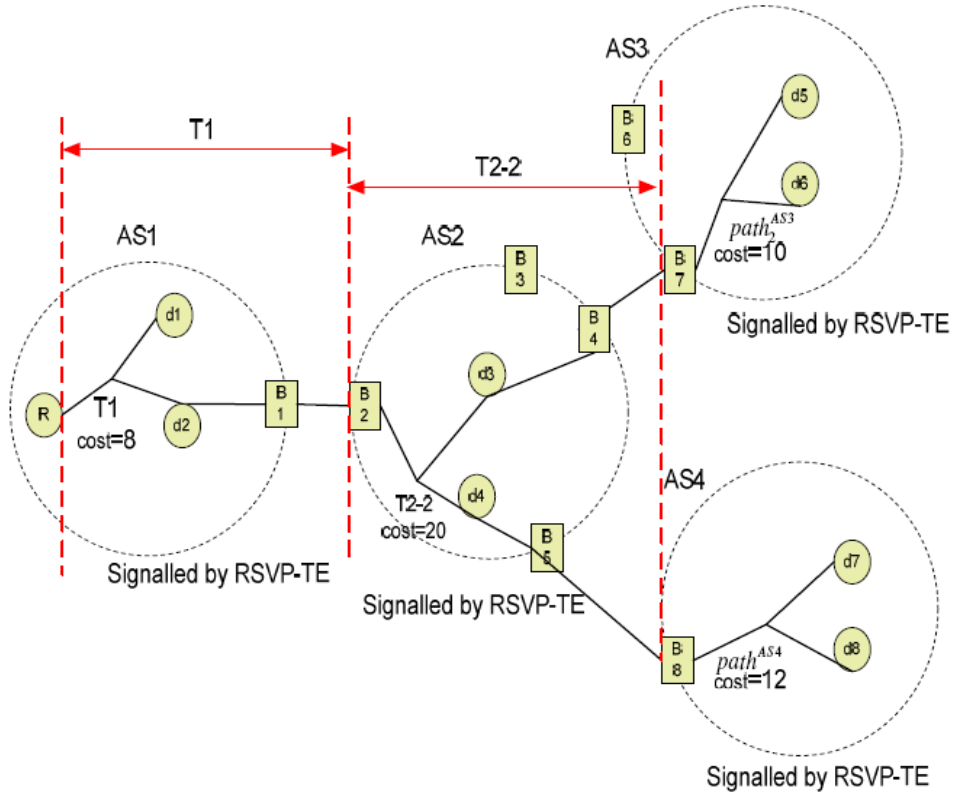 AS3
d5
B
6
T1
T2-2
d6
path₂^AS3
cost=10
AS1
AS2
B
3
B
7
Signalled by RSVP-TE
d1
B
4
d3
R
T1
cost=8
d2
B
1
B
2
d4
T2-2
cost=20
AS4
B
5
Signalled by RSVP-TE
Signalled by RSVP-TE
d7
B
8
path^AS4
cost=12
d8
Signalled by RSVP-TE